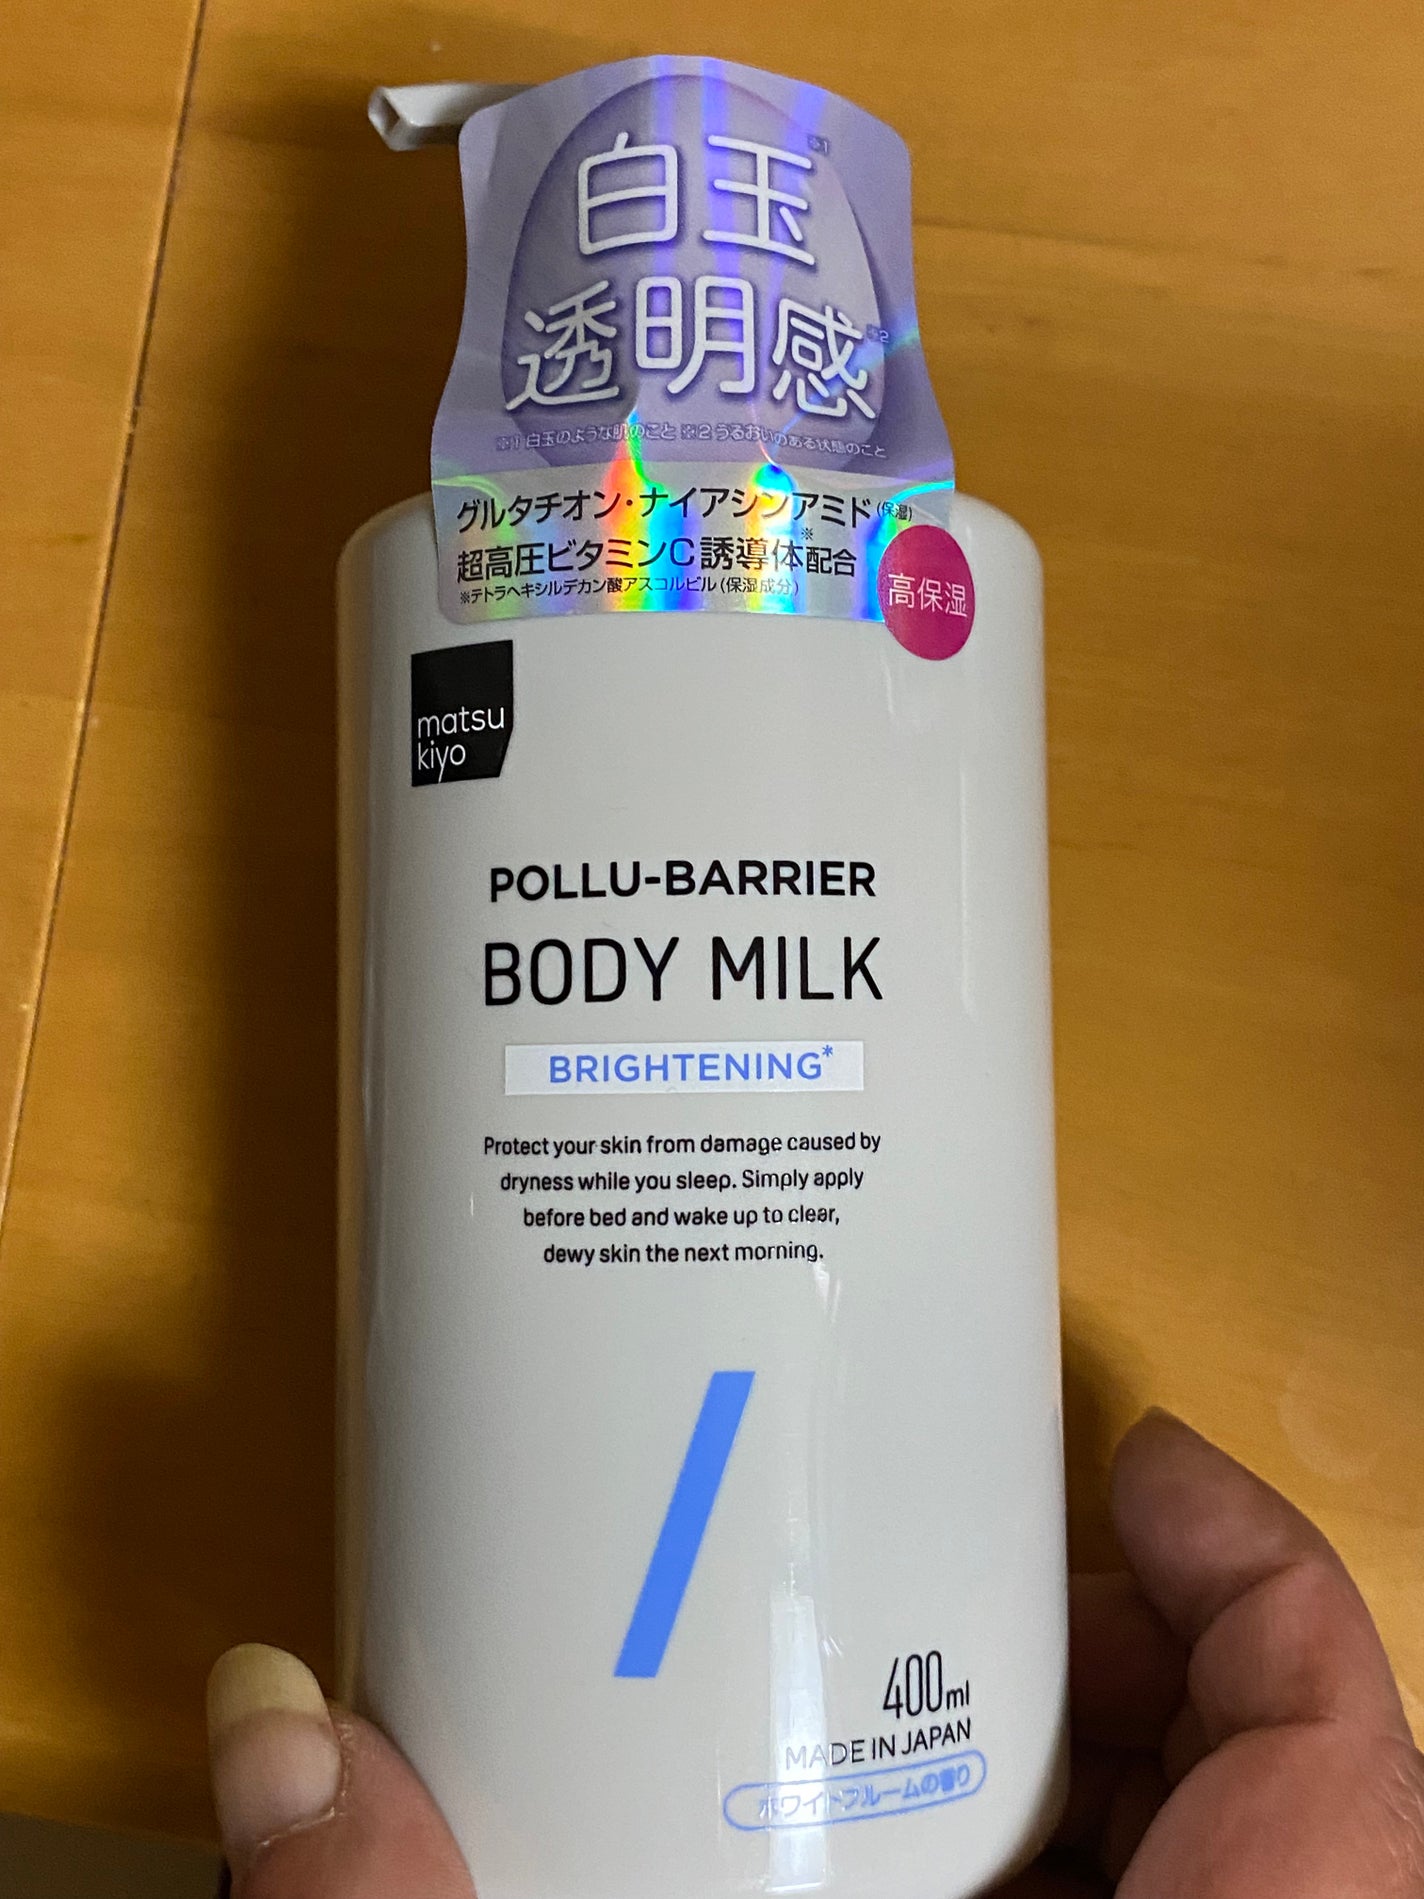 白玉※1
透明感※2
※1 白玉のような肌のこと ※2 うるおいのある状態のこと
グルタチオン・ナイアシンアミド(保湿)
超高圧ビタミンC誘導体※配合
※テトラヘキシルデカン酸アスコルビル(保湿成分)
高保湿
matsu
kiyo
POLLU-BARRIER
BODY MILK
BRIGHTENING*
Protect your skin from damage caused by
dryness while you sleep. Simply apply
before bed and wake up to clear,
dewy skin the next morning.
400ml
MADE IN JAPAN
ホワイトブルームの香り